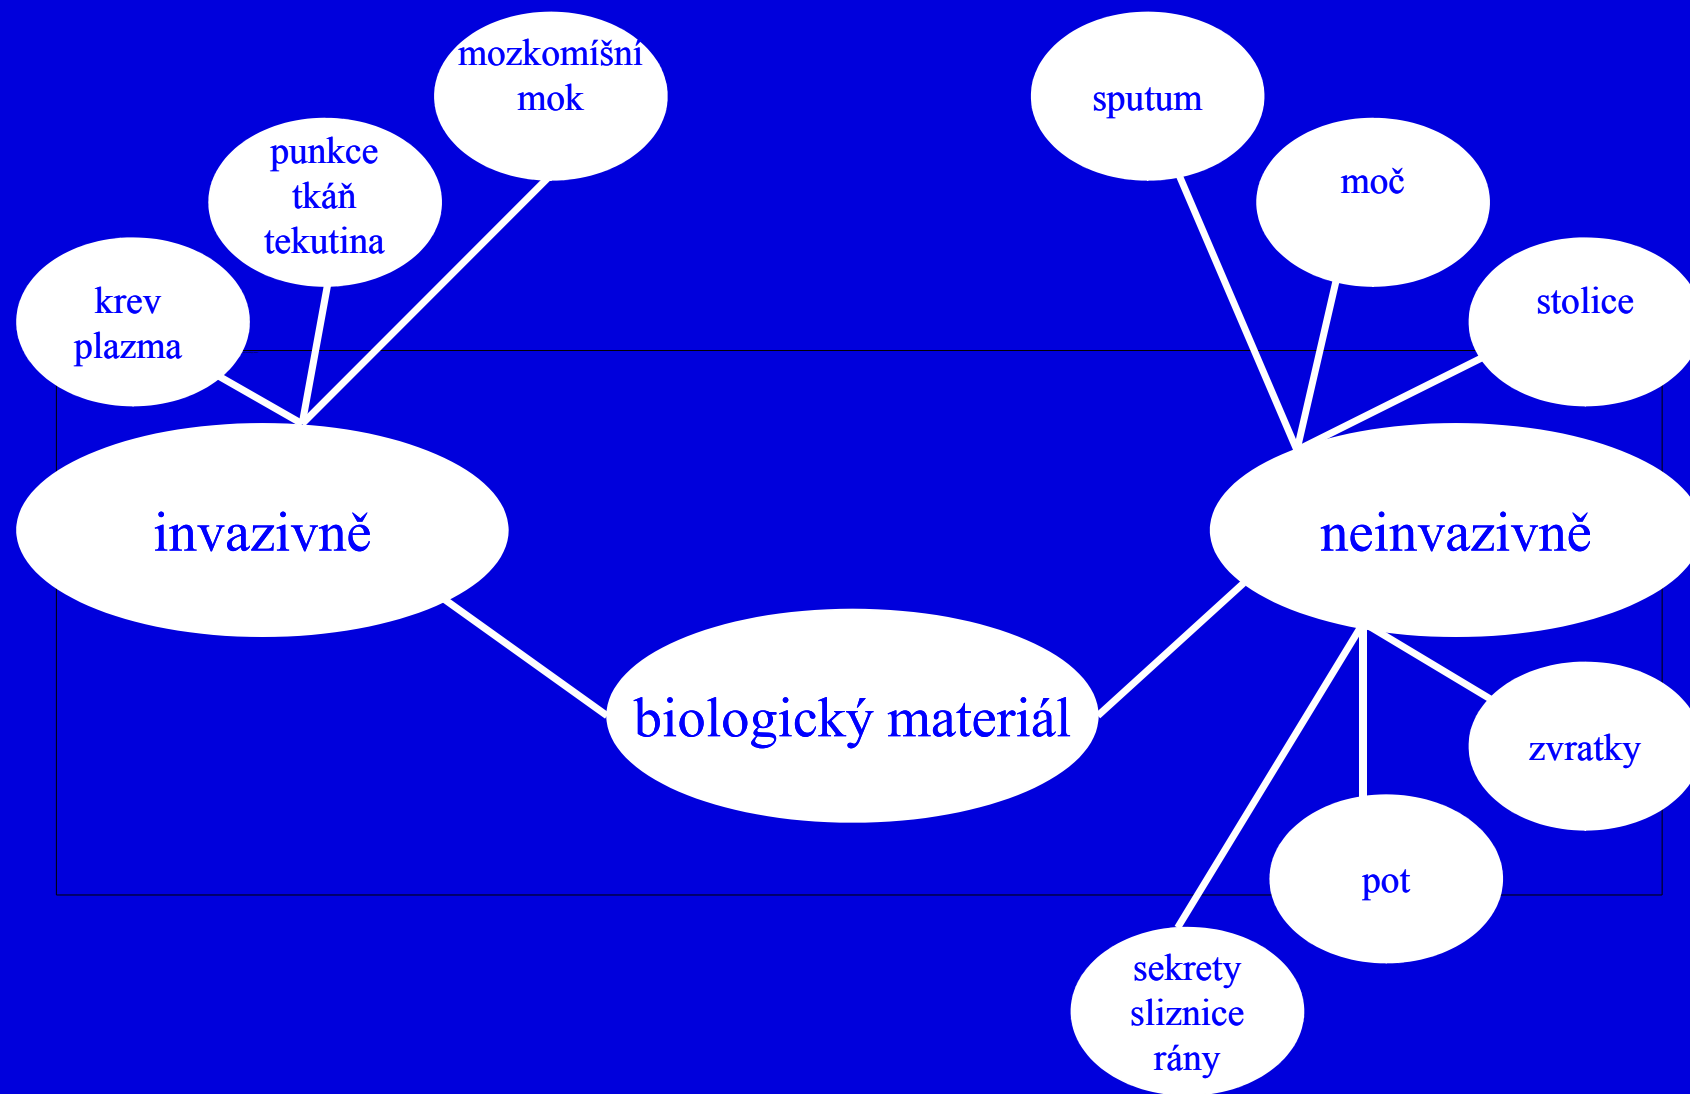 mozkomíšní
mok
sputum
punkce
tkáň
tekutina
moč
krev
plazma
stolice
invazivně
neinvazivně
biologický materiál
zvratky
pot
sekrety
sliznice
rány